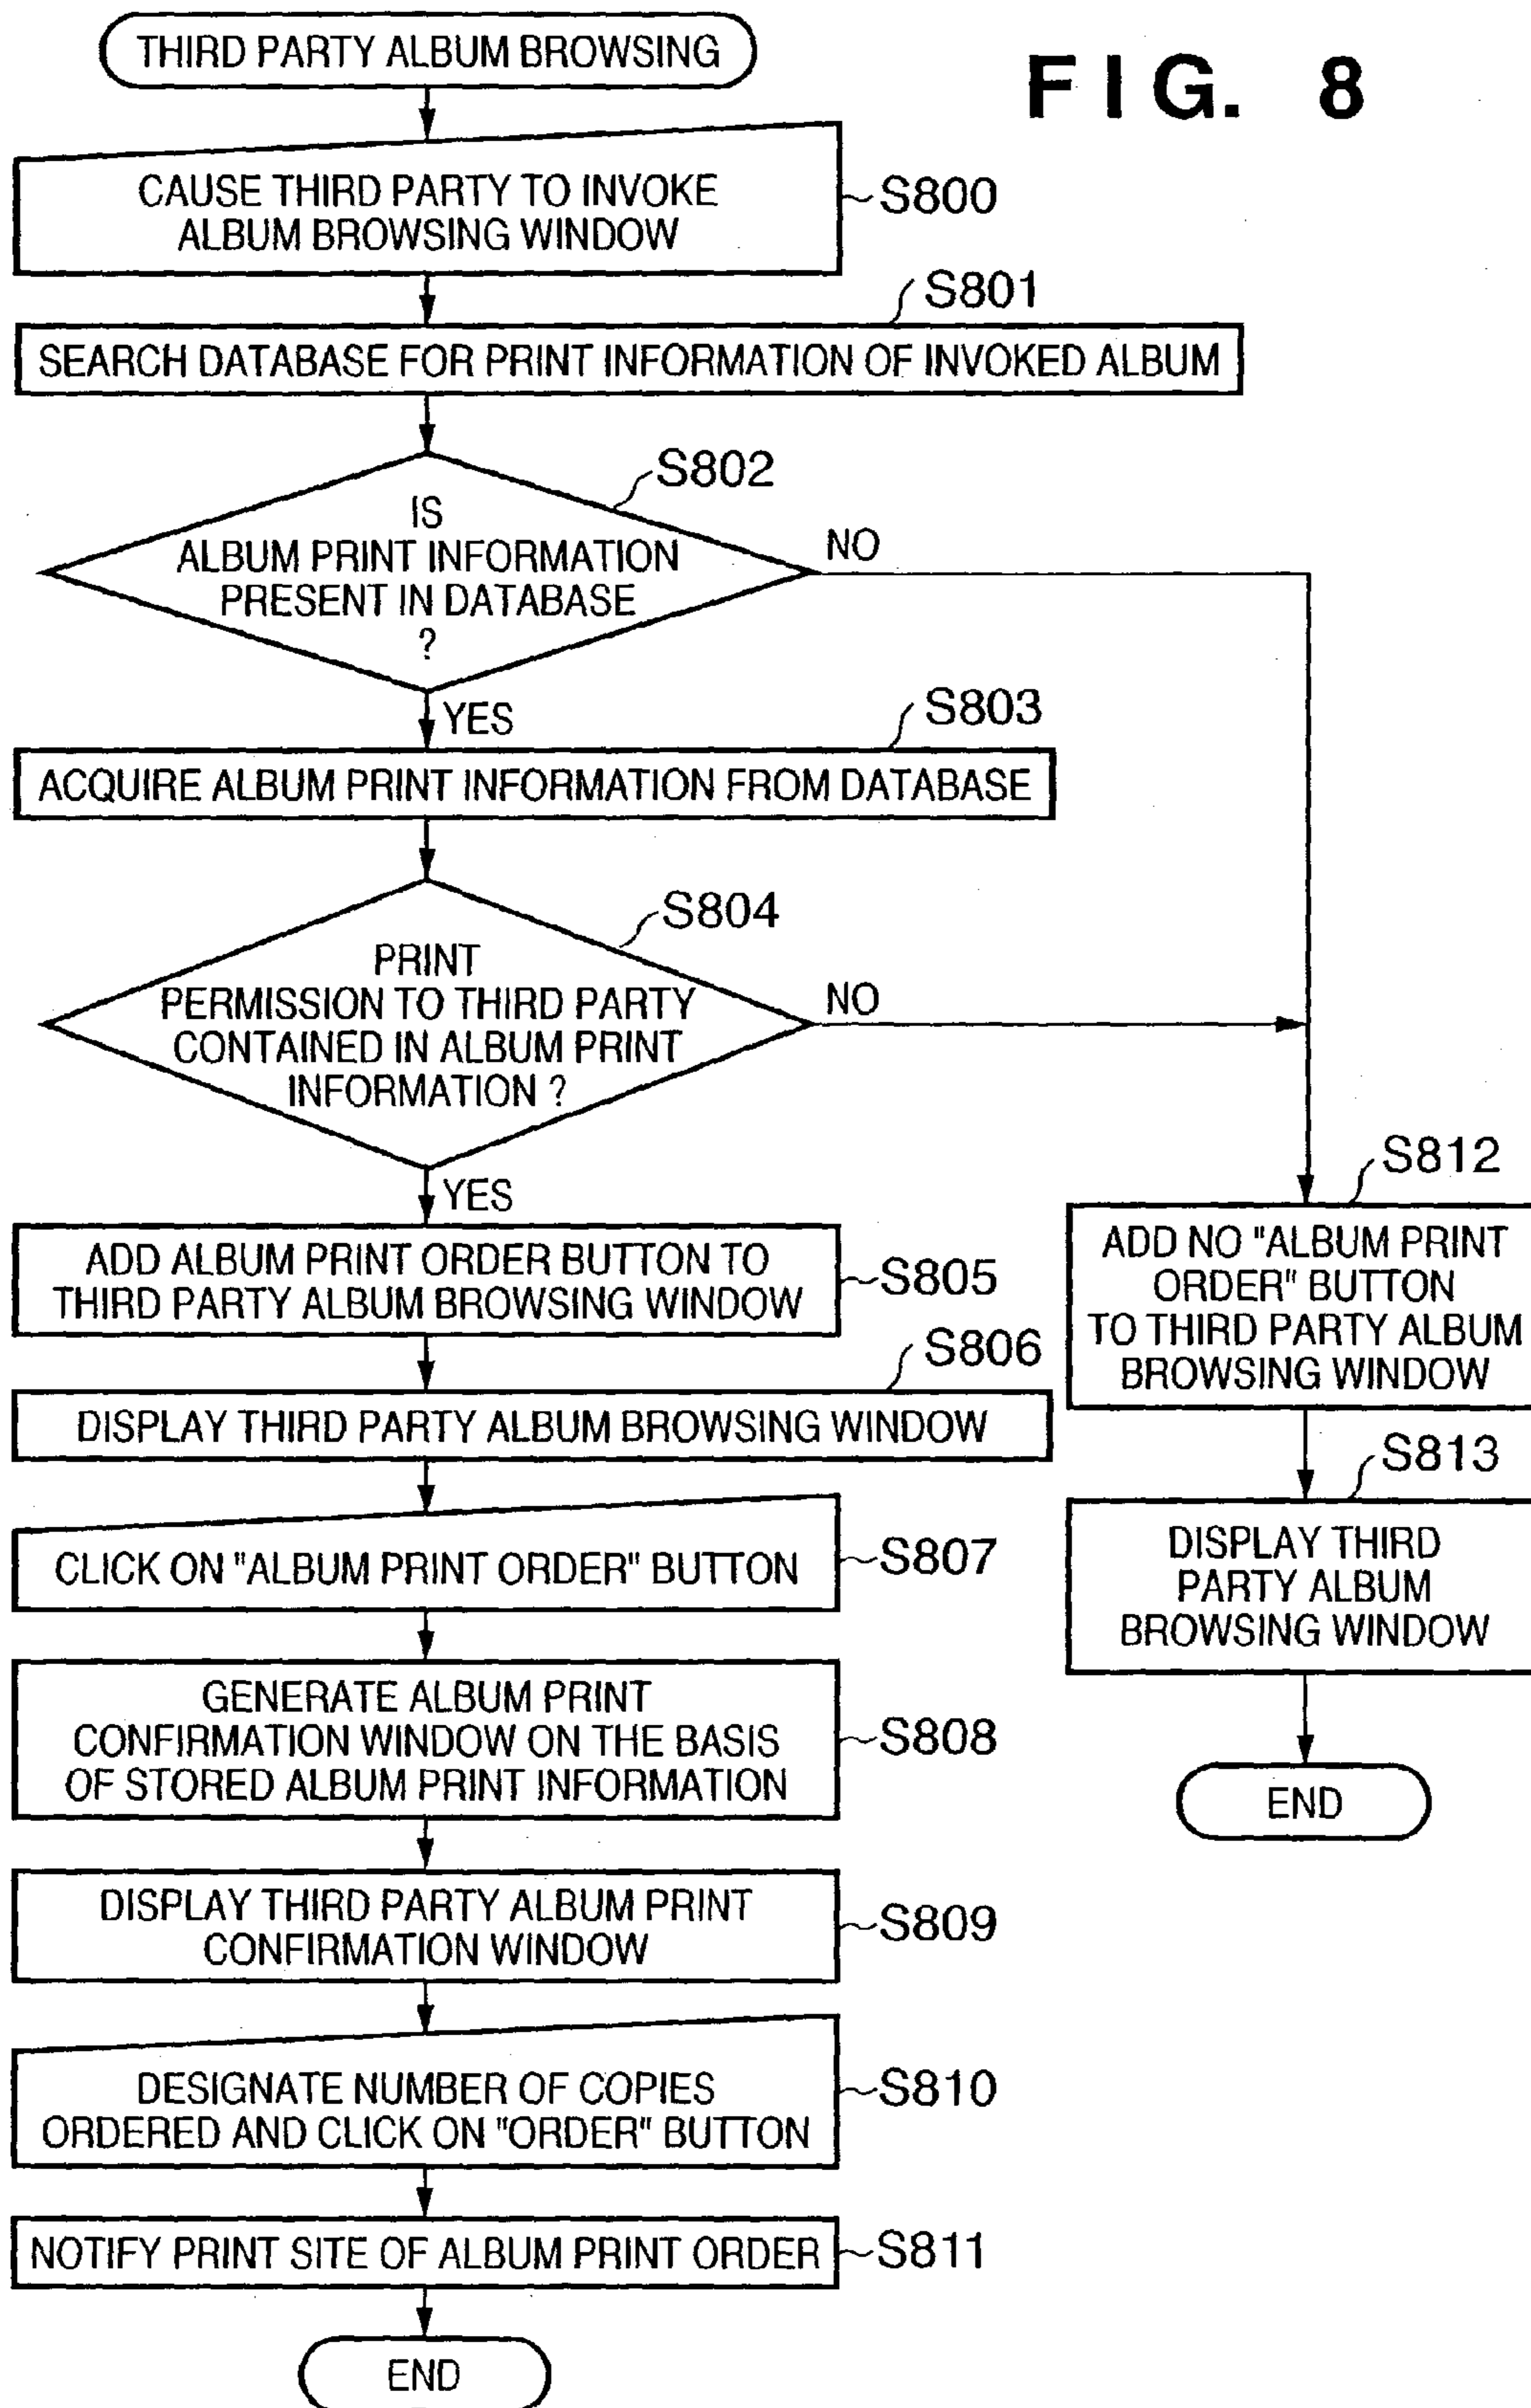 THIRD PARTY ALBUM BROWSING
FIG. 8
CAUSE THIRD PARTY TO INVOKE
ALBUM BROWSING WINDOW
S800
S801
SEARCH DATABASE FOR PRINT INFORMATION OF INVOKED ALBUM
S802
IS
ALBUM PRINT INFORMATION
PRESENT IN DATABASE
?
NO
YES
S803
ACQUIRE ALBUM PRINT INFORMATION FROM DATABASE
S804
PRINT
PERMISSION TO THIRD PARTY
CONTAINED IN ALBUM PRINT
INFORMATION ?
NO
YES
ADD ALBUM PRINT ORDER BUTTON TO
THIRD PARTY ALBUM BROWSING WINDOW
S805
S806
DISPLAY THIRD PARTY ALBUM BROWSING WINDOW
CLICK ON "ALBUM PRINT ORDER" BUTTON
S807
GENERATE ALBUM PRINT
CONFIRMATION WINDOW ON THE BASIS
OF STORED ALBUM PRINT INFORMATION
S808
DISPLAY THIRD PARTY ALBUM PRINT
CONFIRMATION WINDOW
S809
DESIGNATE NUMBER OF COPIES
ORDERED AND CLICK ON "ORDER" BUTTON
S810
NOTIFY PRINT SITE OF ALBUM PRINT ORDER
S811
END
S812
ADD NO "ALBUM PRINT
ORDER" BUTTON
TO THIRD PARTY ALBUM
BROWSING WINDOW
S813
DISPLAY THIRD
PARTY ALBUM
BROWSING WINDOW
END